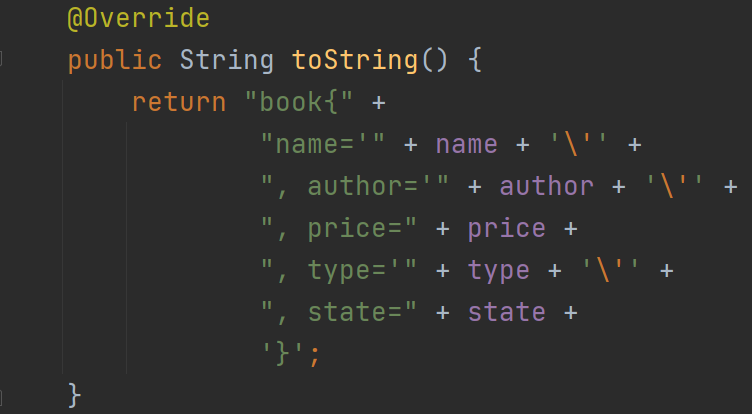 @Override
public String toString() {
return "book{" +
"name='" + name + '\'' +
", author='" + author + '\'' +
", price=" + price +
", type='" + type + '\'' +
", state=" + state +
'}';
}